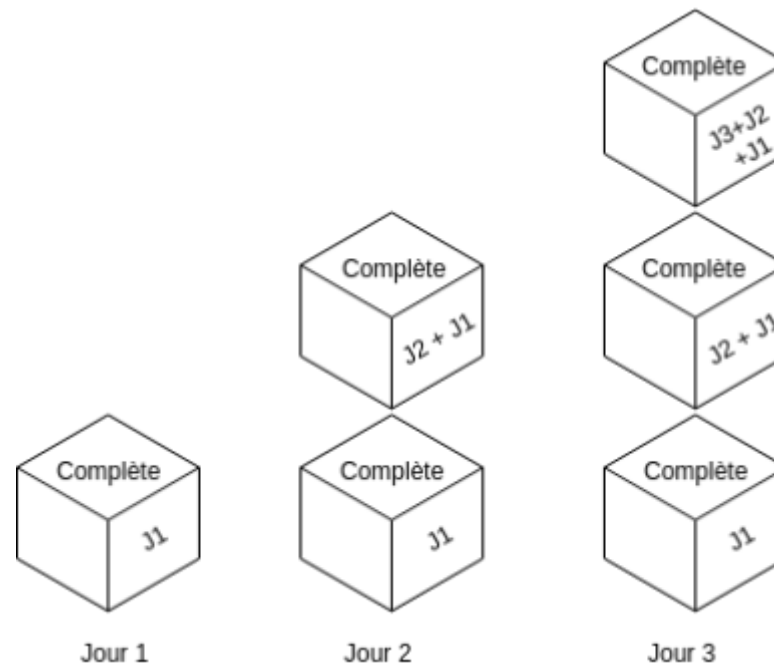 Complète
J3+J2
+J1
Complète
J2 + J1
Complète
J2 + J1
Complète
J1
Complète
J1
Complète
J1
Jour 1
Jour 2
Jour 3